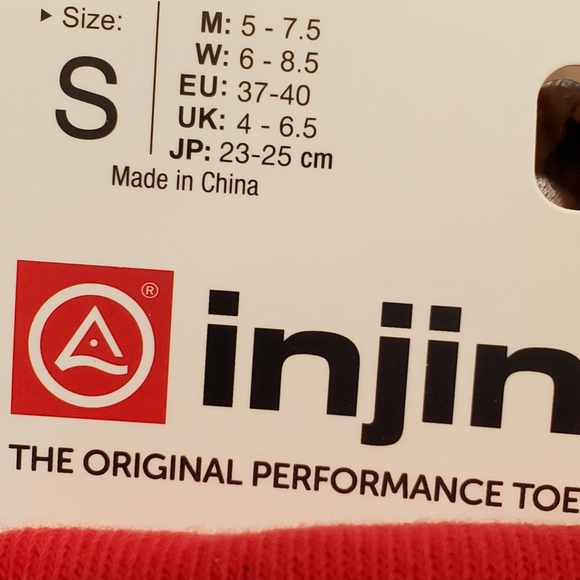 ▸ Size:
S
M: 5 - 7.5
W: 6 - 8.5
EU: 37-40
UK: 4 - 6.5
JP: 23-25 cm
Made in China
®
injin
THE ORIGINAL PERFORMANCE TOE